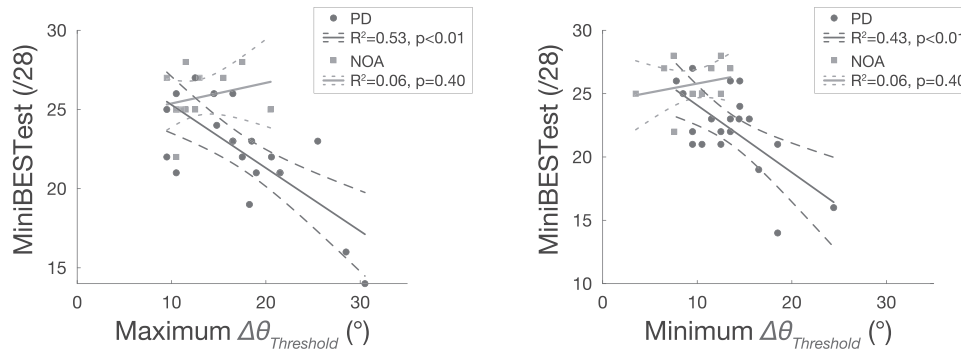 PD
R²=0.53, p<0.01
NOA
R²=0.06, p=0.40
30
25
20
15
MiniBESTest (/28)
0
10
20
30
Maximum Δθ_Threshold (°)
PD
R²=0.43, p<0.01
NOA
R²=0.06, p=0.40
30
25
20
15
10
MiniBESTest (/28)
0
10
20
30
Minimum Δθ_Threshold (°)